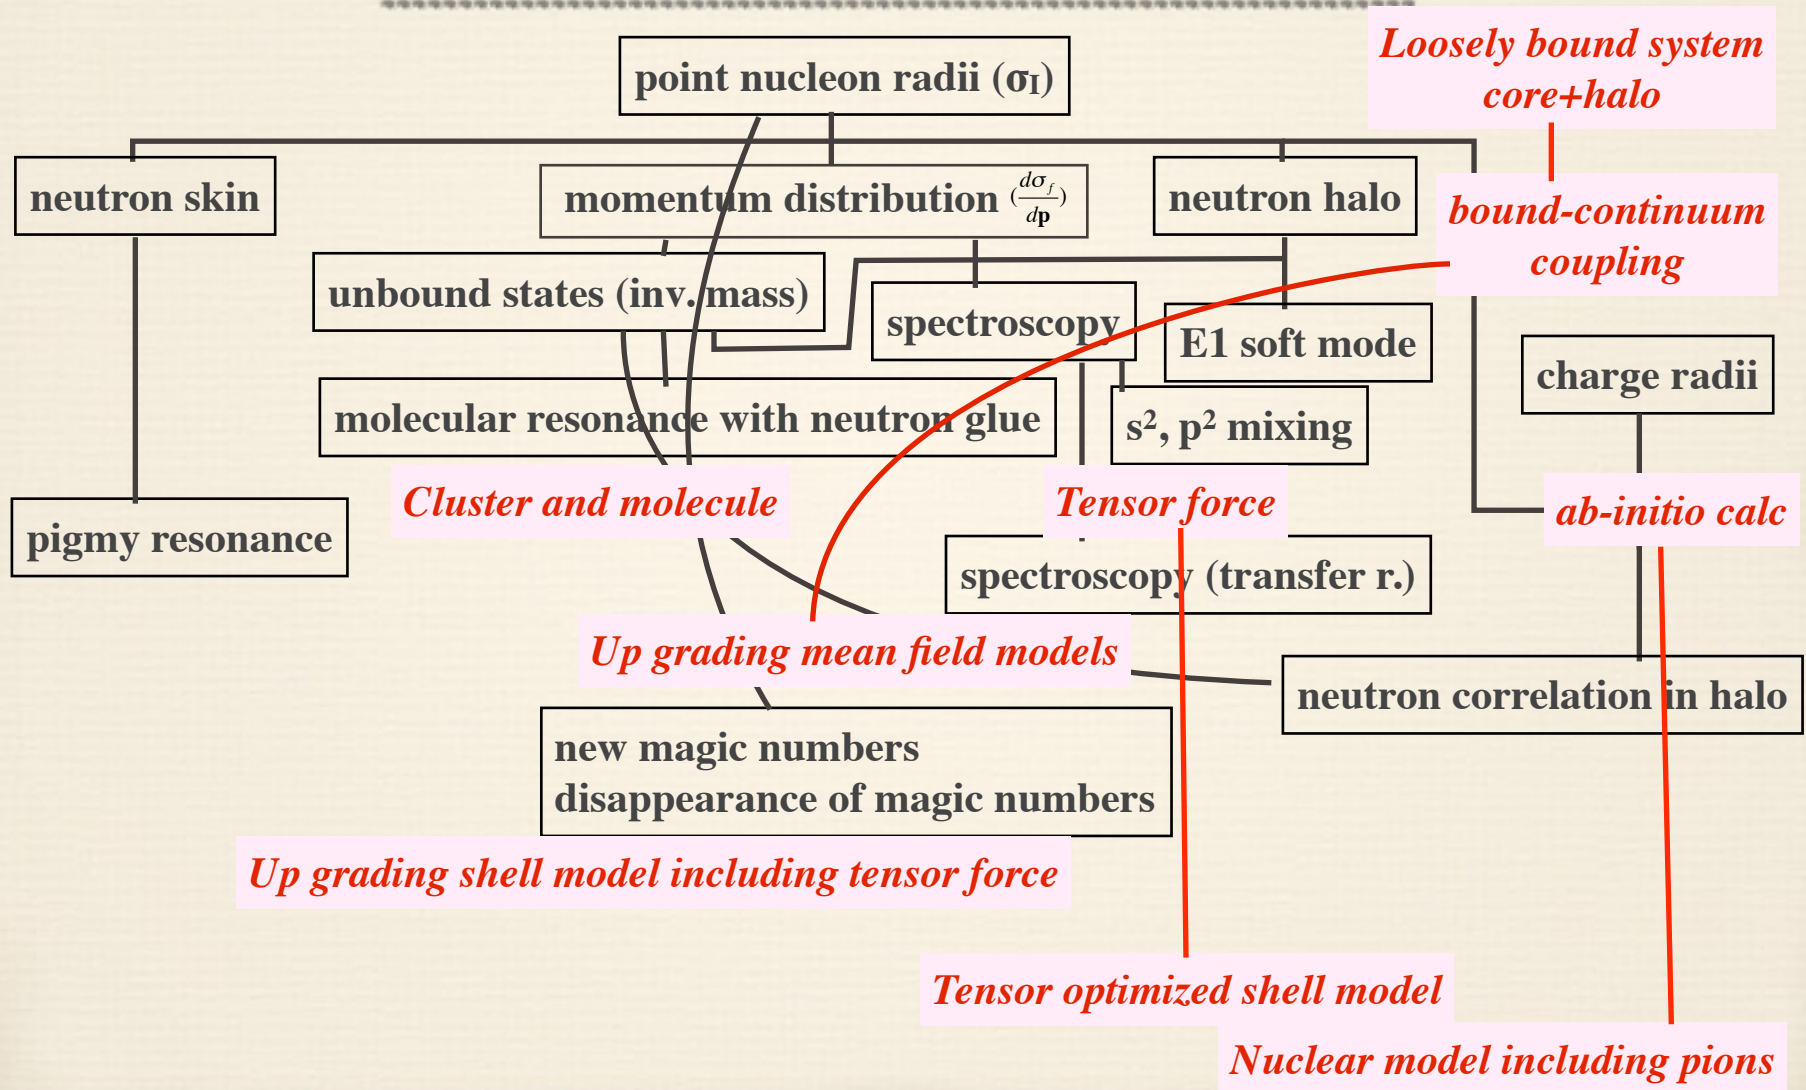 Loosely bound system
core+halo
point nucleon radii (σI)
neutron skin
momentum distribution (dσf/dp)
neutron halo
bound-continuum
coupling
unbound states (inv. mass)
spectroscopy
E1 soft mode
charge radii
molecular resonance with neutron glue
s², p² mixing
Cluster and molecule
Tensor force
ab-initio calc
pigmy resonance
spectroscopy (transfer r.)
Up grading mean field models
neutron correlation in halo
new magic numbers
disappearance of magic numbers
Up grading shell model including tensor force
Tensor optimized shell model
Nuclear model including pions